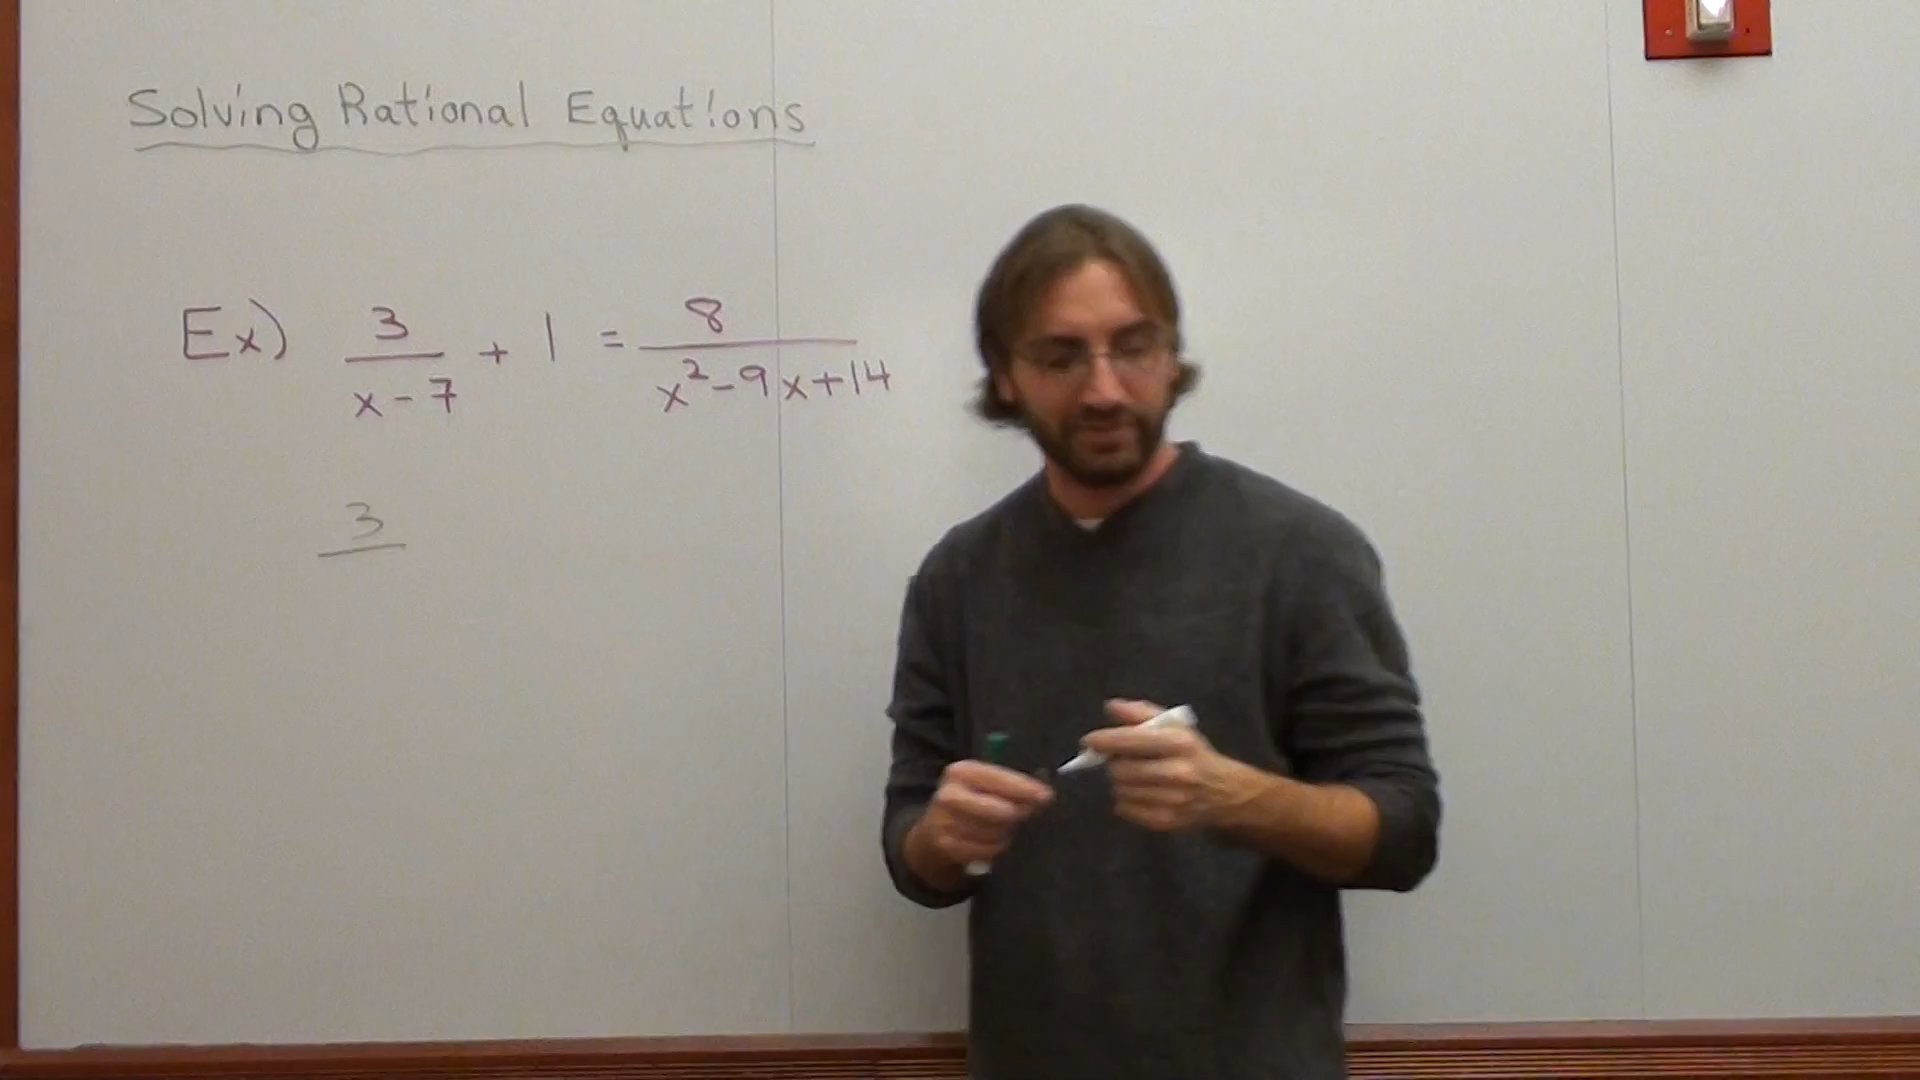 Solving Rational Equations
Ex) 3/(x-7) + 1 = 8/(x²-9x+14)
3